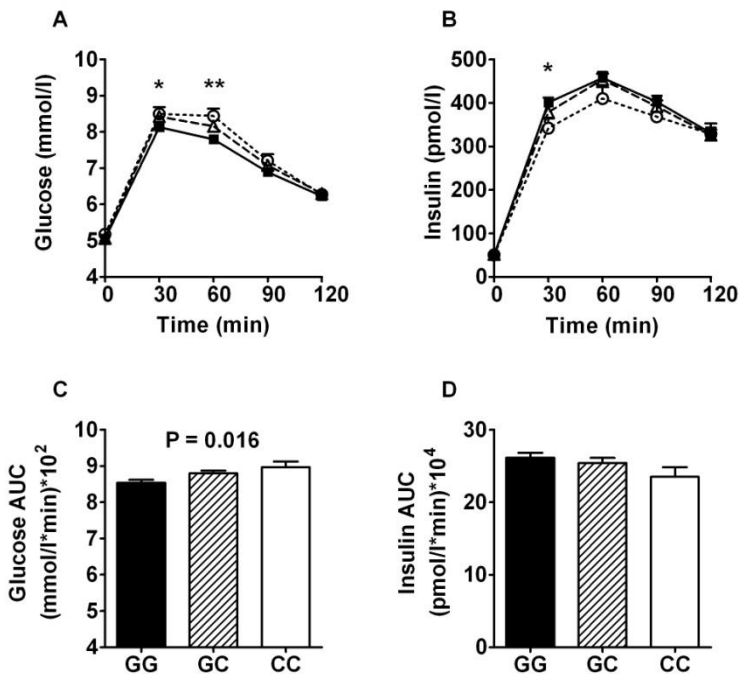 A
Glucose (mmol/l)
10
9
8
7
6
5
4
* **
0 30 60 90 120
Time (min)
B
Insulin (pmol/l)
500
400
300
200
100
0
*
0 30 60 90 120
Time (min)
C
Glucose AUC
(mmol/l*min)*10²
10
9
8
7
6
5
4
P = 0.016
GG GC CC
D
Insulin AUC
(pmol/l*min)*10⁴
30
20
10
0
GG GC CC